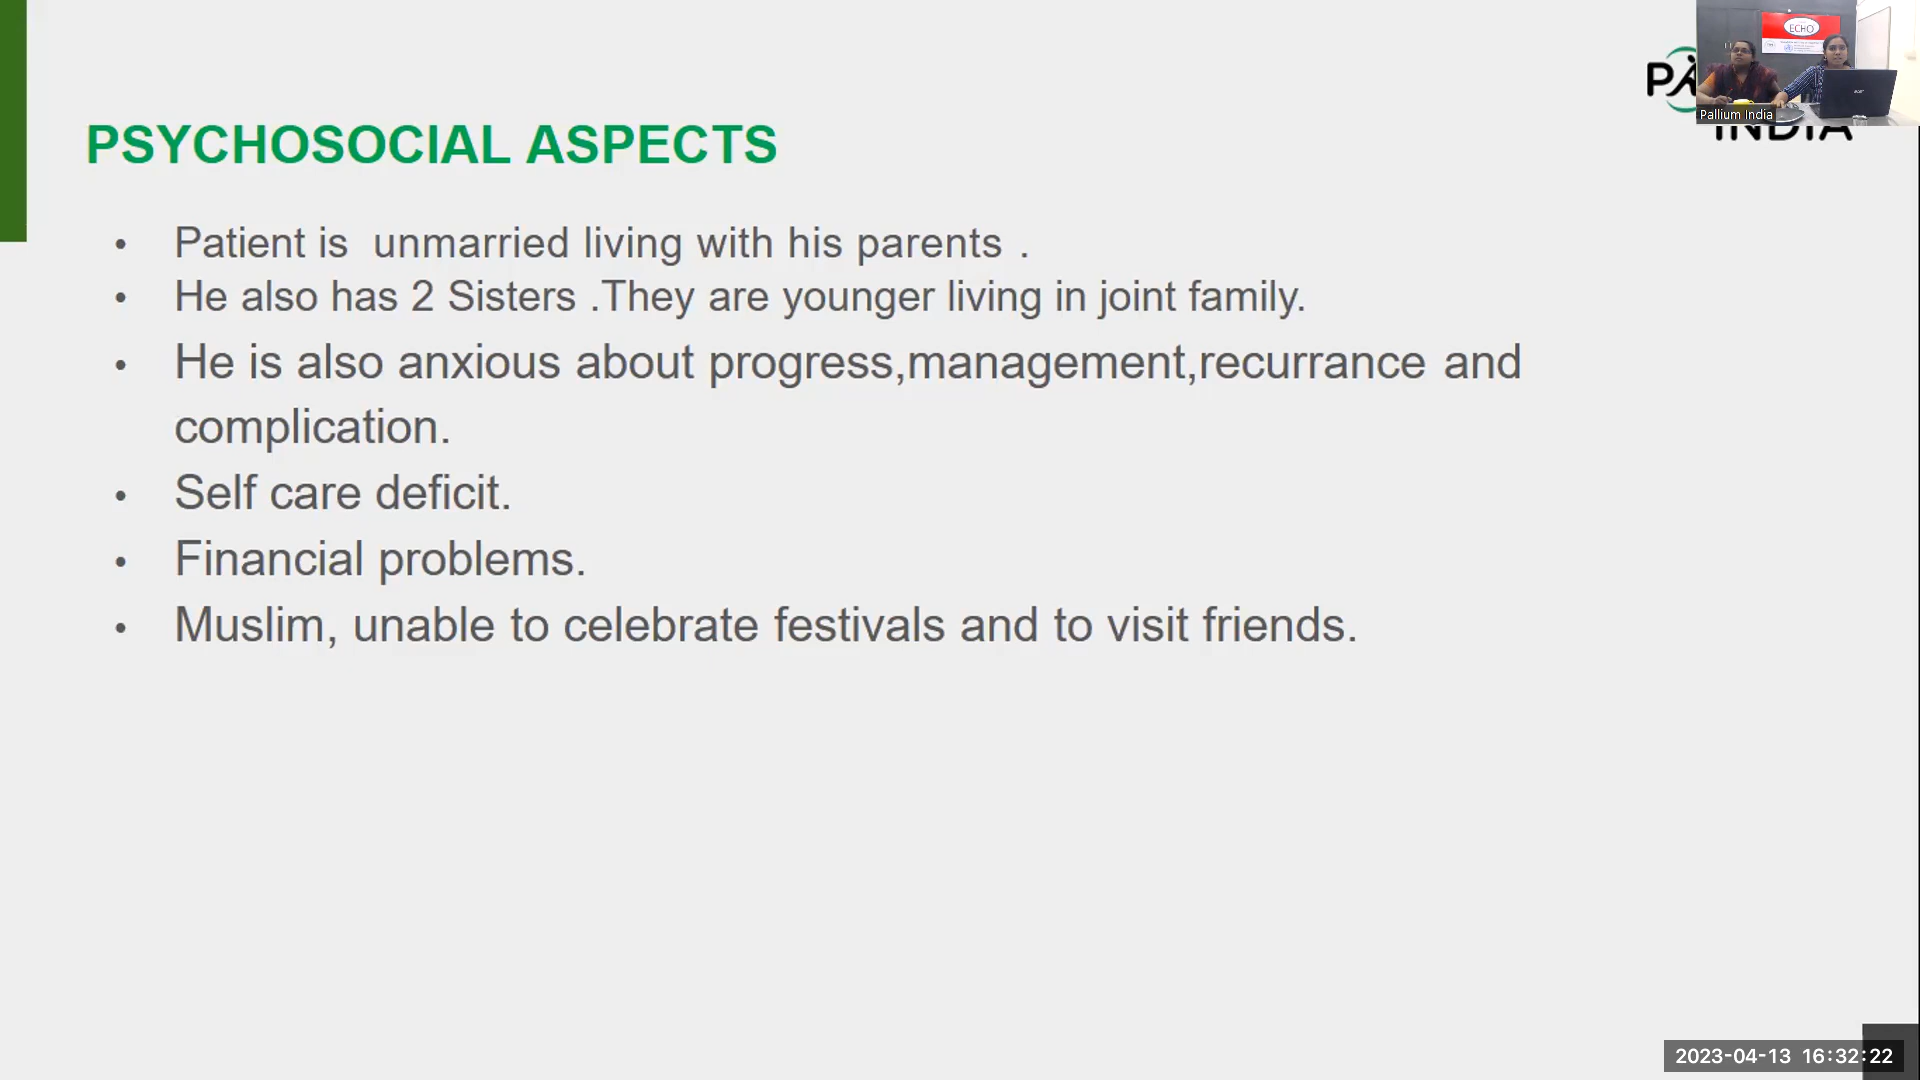 ECHO
PA
Pallium India
INDIA
PSYCHOSOCIAL ASPECTS
• Patient is  unmarried living with his parents .
• He also has 2 Sisters .They are younger living in joint family.
• He is also anxious about progress,management,recurrance and
complication.
• Self care deficit.
• Financial problems.
• Muslim, unable to celebrate festivals and to visit friends.
2023-04-13 16:32:22